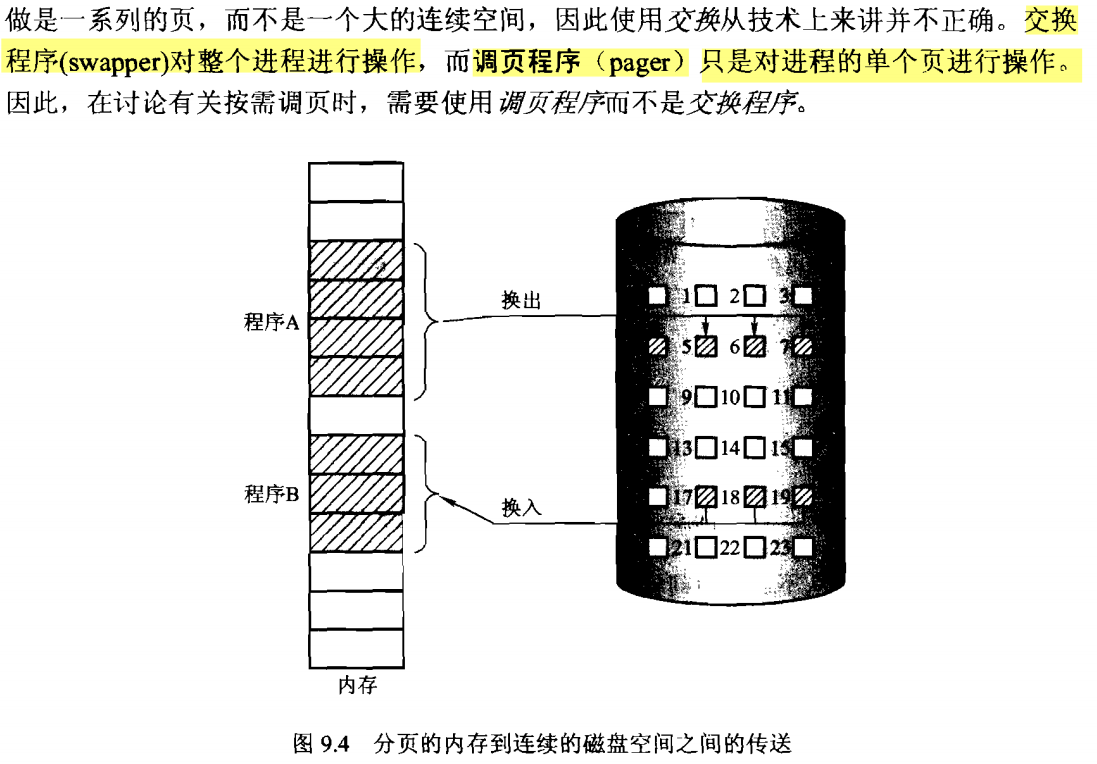 做是一系列的页，而不是一个大的连续空间，因此使用交换从技术上来讲并不正确。交换
程序(swapper)对整个进程进行操作，而调页程序（pager）只是对进程的单个页进行操作。
因此，在讨论有关按需调页时，需要使用调页程序而不是交换程序。
换出
1 2 3
程序A
5 6 7
9 10 11
13 14 15
程序B
17 18 19
换入
21 22 23
内存
图 9.4 分页的内存到连续的磁盘空间之间的传送